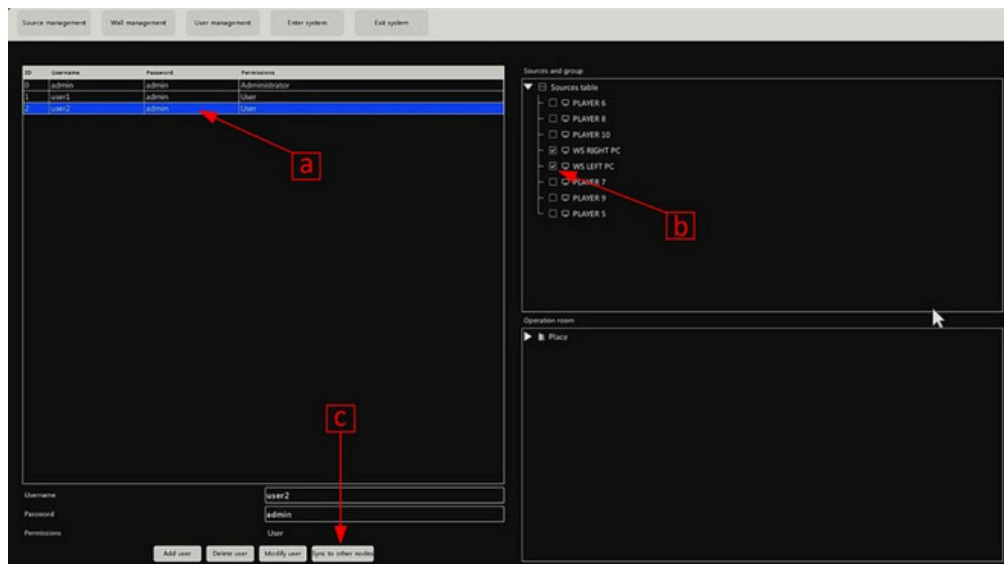 Source management Wall management User management Enter system Exit system
ID Username Password Permissions
0 admin admin Administrator
1 user1 admin User
2 user2 admin User
a
Username user2
Password admin
Permissions User
c
Add user Delete user Modify user Sync to other nodes
Sources and group
Sources table
PLAYER 6
PLAYER 8
PLAYER 10
WS RIGHT PC
WS LEFT PC
PLAYER 7
PLAYER 9
PLAYER 5
b
Operation room
Place